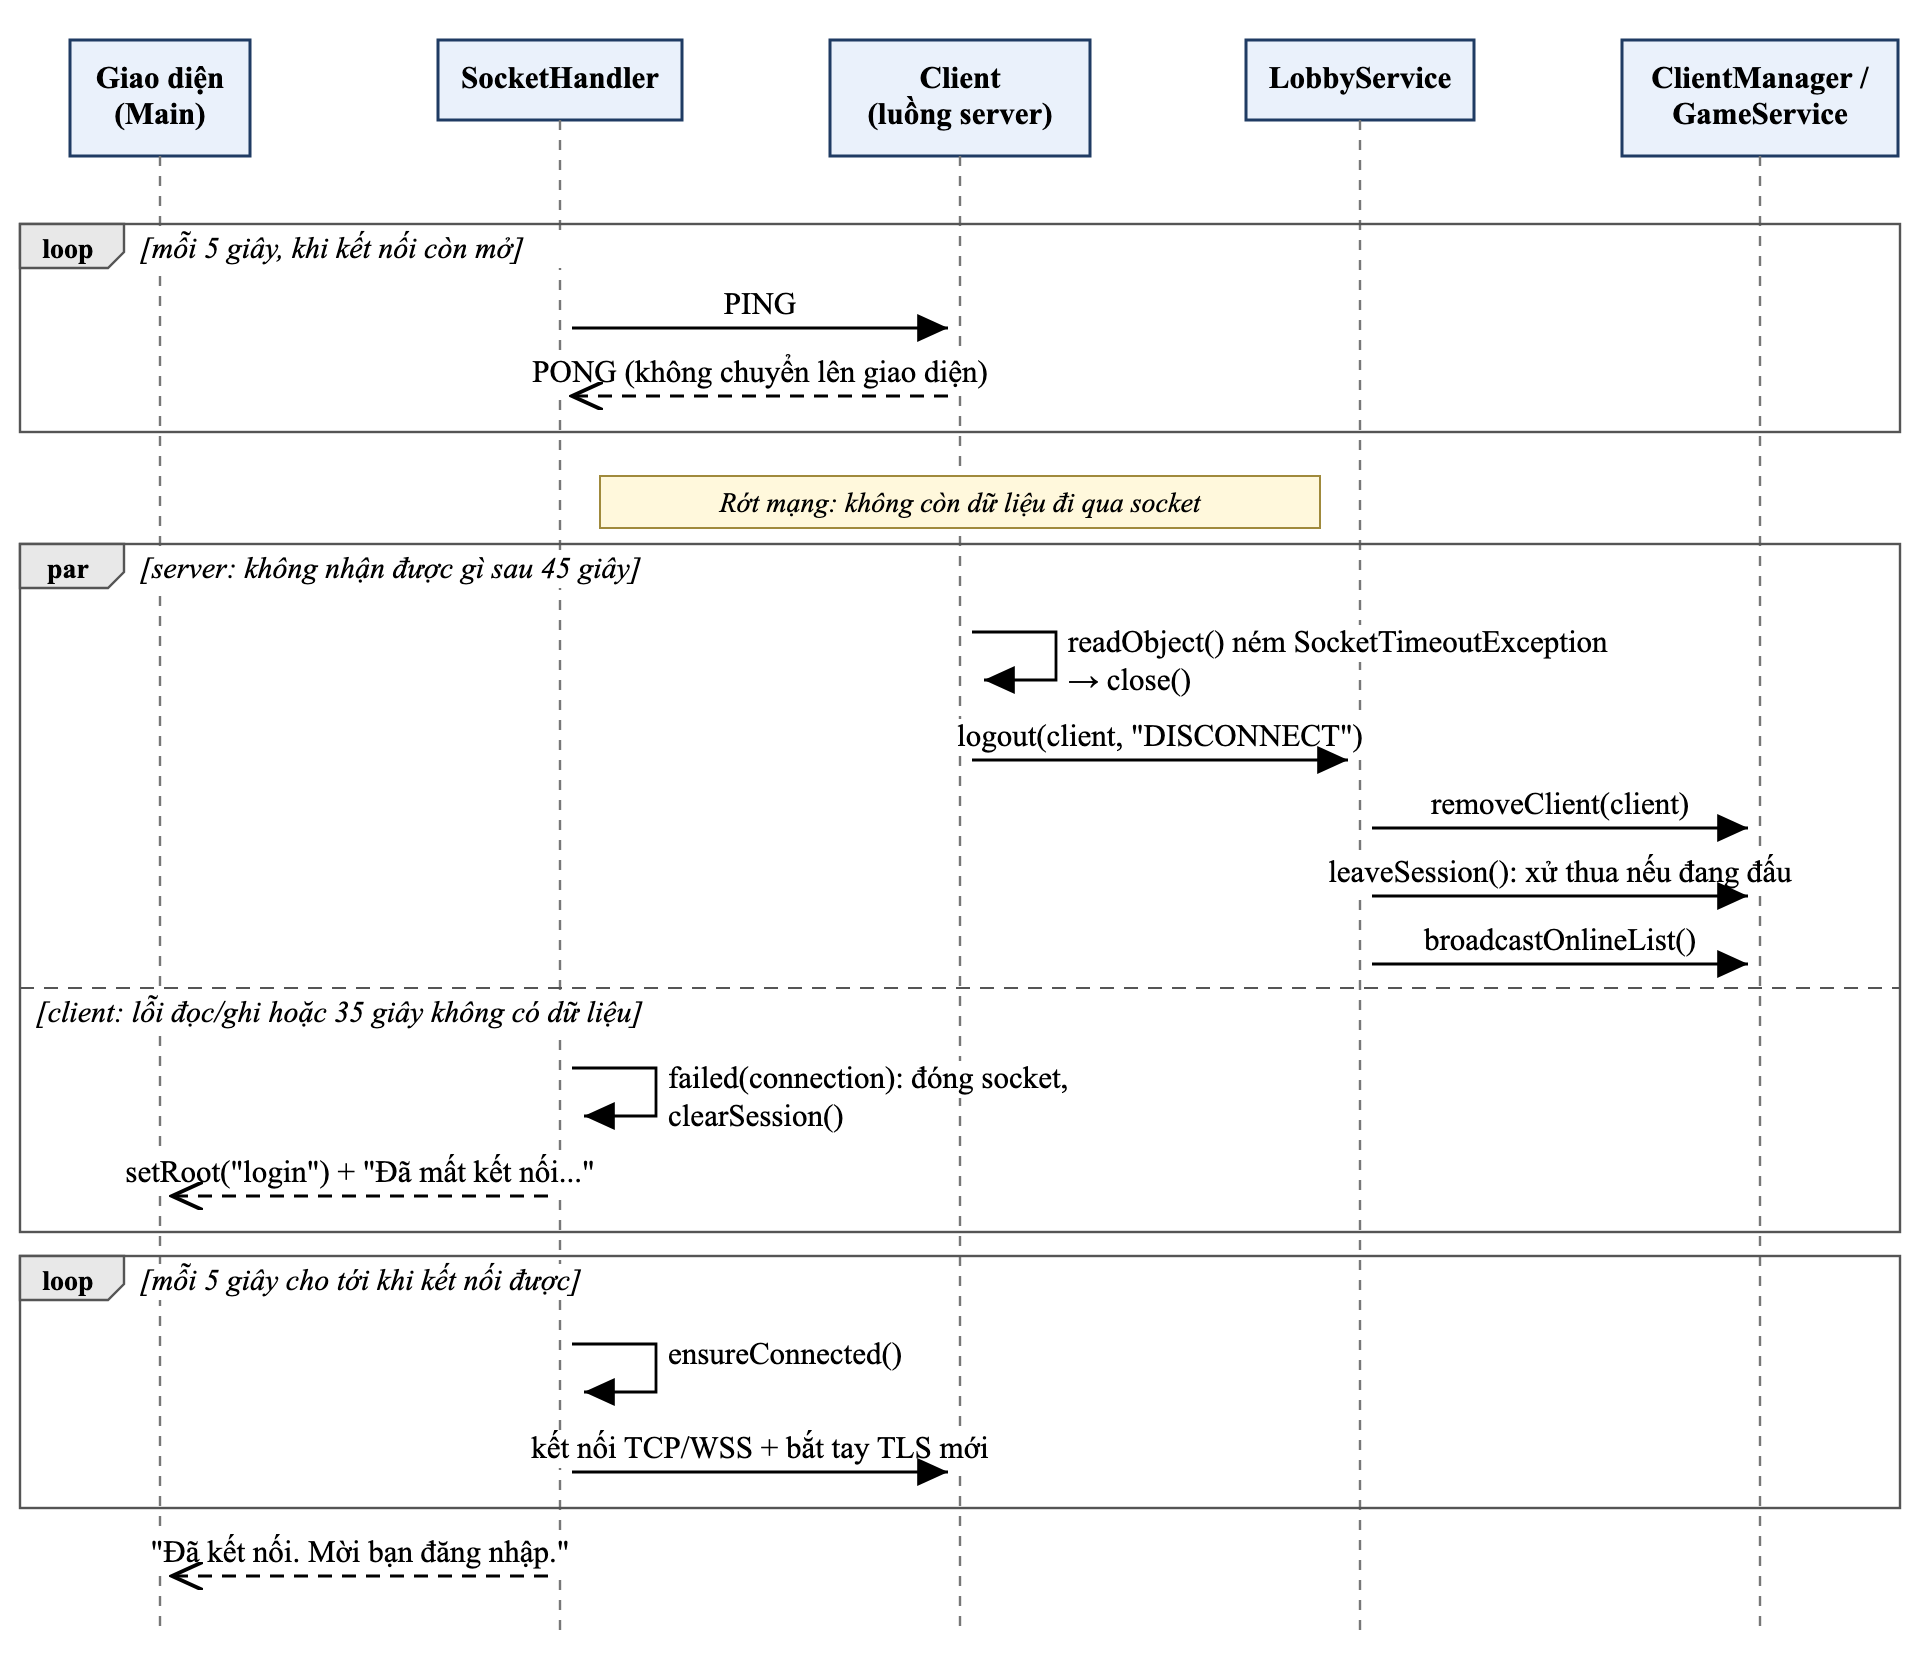 Giao diện
(Main)
SocketHandler
Client
(luồng server)
LobbyService
ClientManager /
GameService
loop
[mỗi 5 giây, khi kết nối còn mở]
PING
PONG (không chuyển lên giao diện)
Rớt mạng: không còn dữ liệu đi qua socket
par
[server: không nhận được gì sau 45 giây]
readObject() ném SocketTimeoutException
→ close()
logout(client, "DISCONNECT")
removeClient(client)
leaveSession(): xử thua nếu đang đấu
broadcastOnlineList()
[client: lỗi đọc/ghi hoặc 35 giây không có dữ liệu]
failed(connection): đóng socket,
clearSession()
setRoot("login") + "Đã mất kết nối..."
loop
[mỗi 5 giây cho tới khi kết nối được]
ensureConnected()
kết nối TCP/WSS + bắt tay TLS mới
"Đã kết nối. Mời bạn đăng nhập."